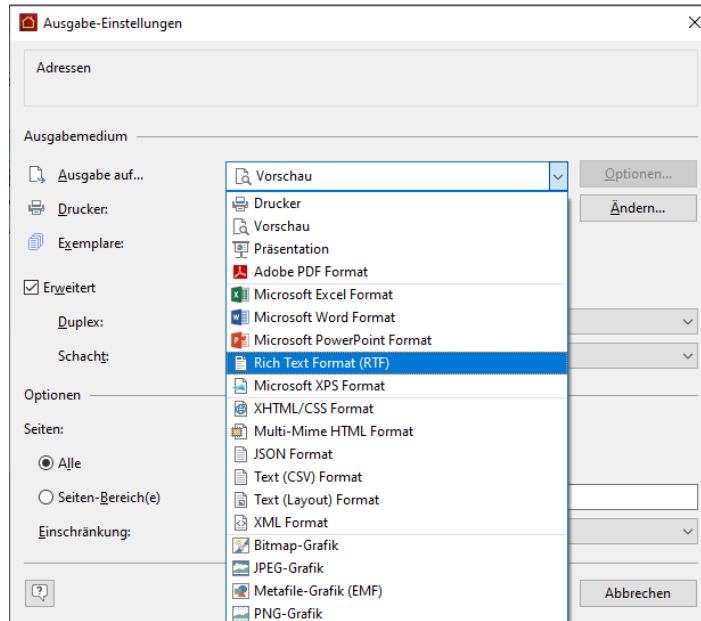 Ausgabe-Einstellungen
Adressen
Ausgabemedium
Ausgabe auf...
Vorschau
Optionen...
Drucker:
Ändern...
Exemplare:
Drucker
Vorschau
Präsentation
Adobe PDF Format
Microsoft Excel Format
Microsoft Word Format
Microsoft PowerPoint Format
Rich Text Format (RTF)
Microsoft XPS Format
XHTML/CSS Format
Multi-Mime HTML Format
JSON Format
Text (CSV) Format
Text (Layout) Format
XML Format
Bitmap-Grafik
JPEG-Grafik
Metafile-Grafik (EMF)
PNG-Grafik
Erweitert
Duplex:
Schacht:
Optionen
Seiten:
Alle
Seiten-Bereich(e)
Einschränkung:
Abbrechen